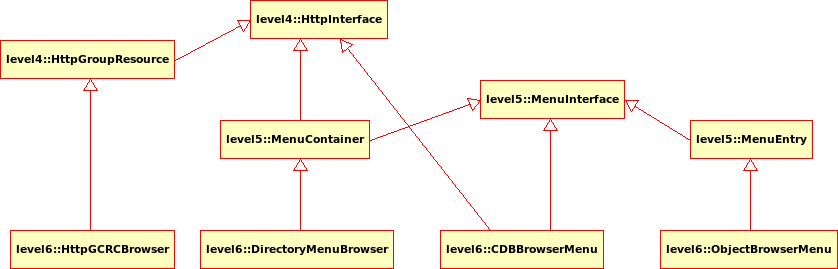 level4::HttpInterface
level4::HttpGroupResource
level5::MenuInterface
level5::MenuContainer
level5::MenuEntry
level6::HttpGCRCBrowser
level6::DirectoryMenuBrowser
level6::CDBBrowserMenu
level6::ObjectBrowserMenu